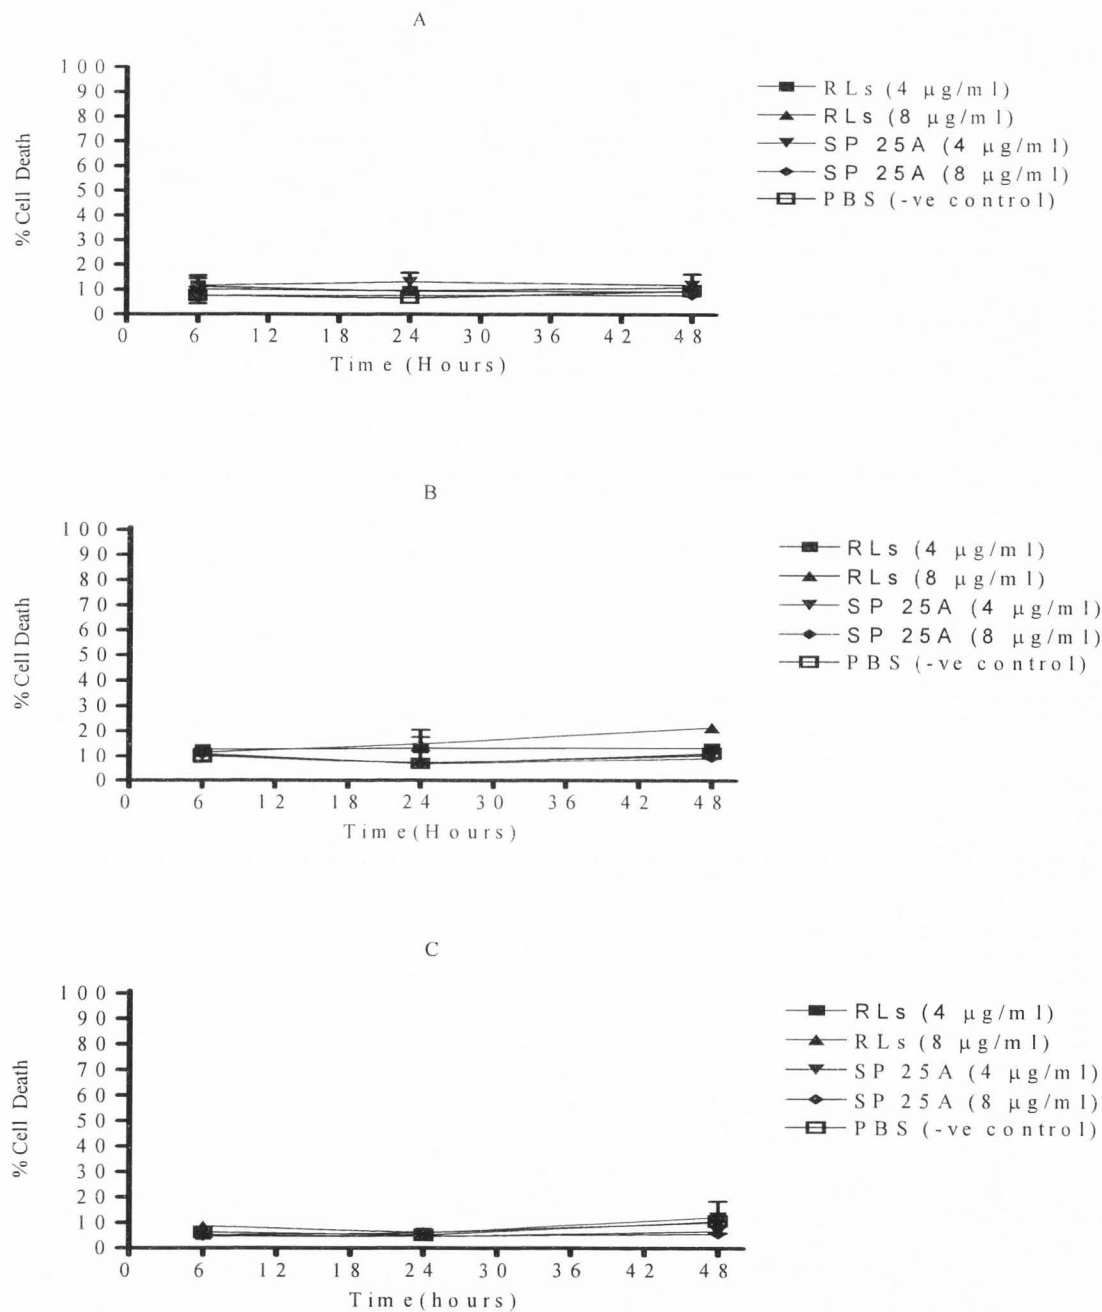 A
100
90
80
70
60
50
40
30
20
10
0
% Cell Death
0 6 12 18 24 30 36 42 48
Time (Hours)
RLs (4 μg/ml)
RLs (8 μg/ml)
SP 25A (4 μg/ml)
SP 25A (8 μg/ml)
PBS (-ve control)
B
100
90
80
70
60
50
40
30
20
10
0
% Cell Death
0 6 12 18 24 30 36 42 48
Time(Hours)
RLs (4 μg/ml)
RLs (8 μg/ml)
SP 25A (4 μg/ml)
SP 25A (8 μg/ml)
PBS (-ve control)
C
100
90
80
70
60
50
40
30
20
10
0
% Cell Death
0 6 12 18 24 30 36 42 48
Time(hours)
RLs (4 μg/ml)
RLs (8 μg/ml)
SP 25A (4 μg/ml)
SP 25A (8 μg/ml)
PBS (-ve control)